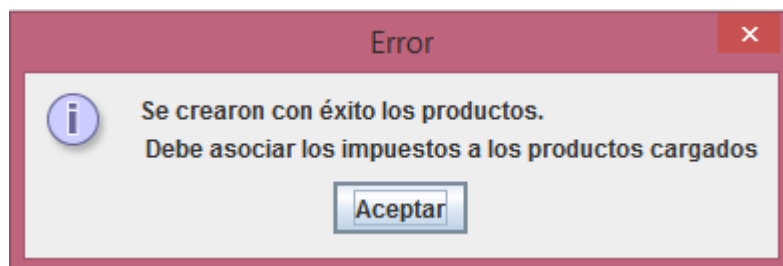 Error
Se crearon con éxito los productos.
Debe asociar los impuestos a los productos cargados
Aceptar